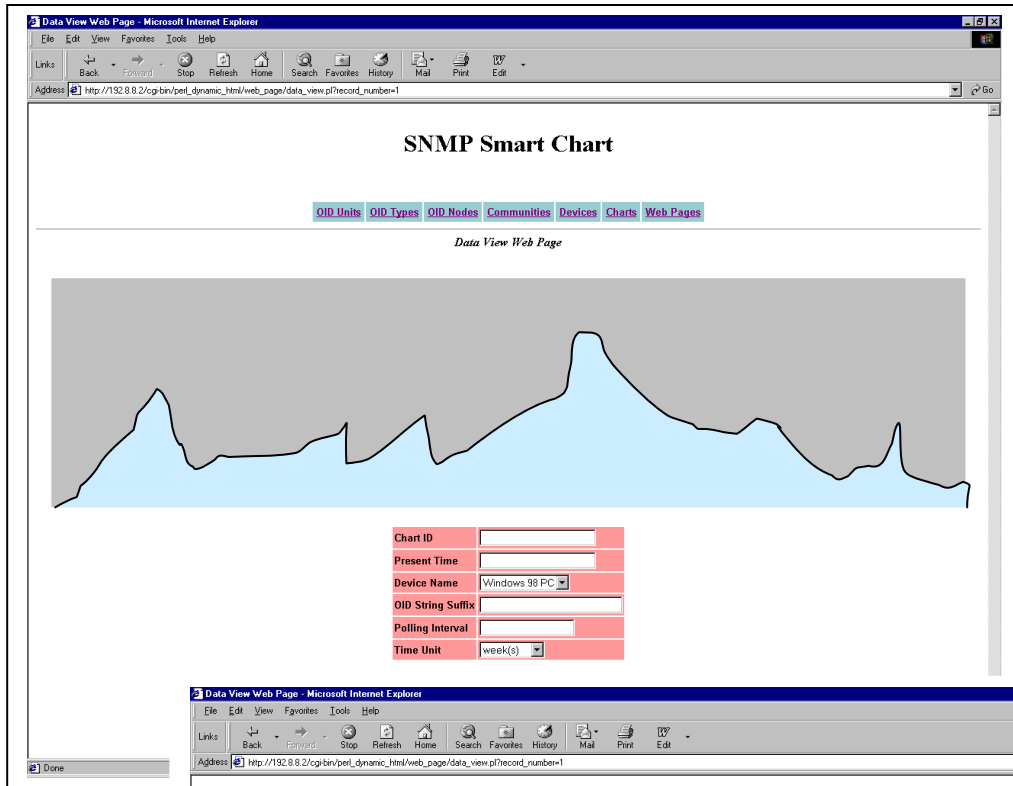 Data View Web Page - Microsoft Internet Explorer
File Edit View Favorites Tools Help
Links Back Forward Stop Refresh Home Search Favorites History Mail Print Edit
Address http://192.8.8.2/cgi-bin/perl_dynamic_html/web_page/data_view.pl?record_number=1 Go
SNMP Smart Chart
OID Units OID Types OID Nodes Communities Devices Charts Web Pages
Data View Web Page
Chart ID
Present Time
Device Name Windows 98 PC
OID String Suffix
Polling Interval
Time Unit week(s)
Data View Web Page - Microsoft Internet Explorer
File Edit View Favorites Tools Help
Links Back Forward Stop Refresh Home Search Favorites History Mail Print Edit
Address http://192.8.8.2/cgi-bin/perl_dynamic_html/web_page/data_view.pl?record_number=1
Done